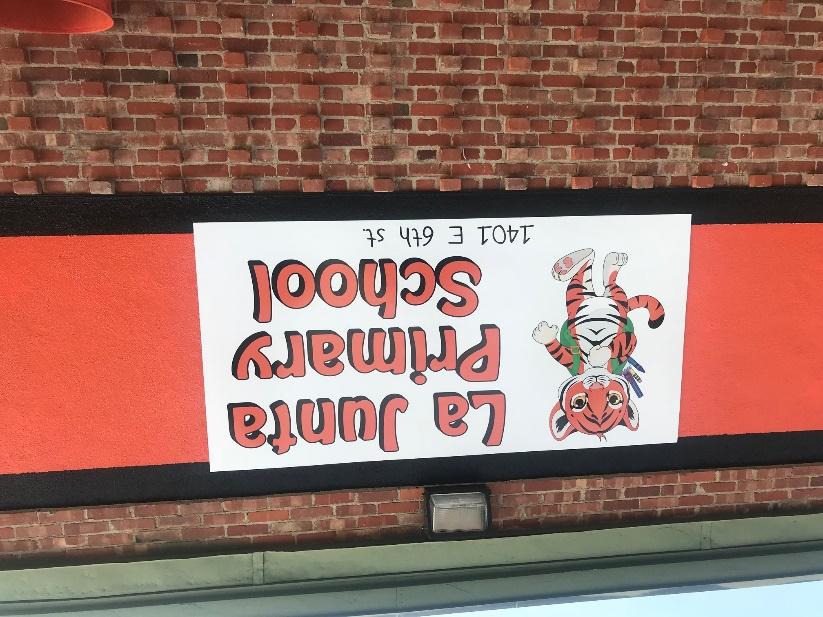 La Junta
Primary
School
1401 E 6th st.